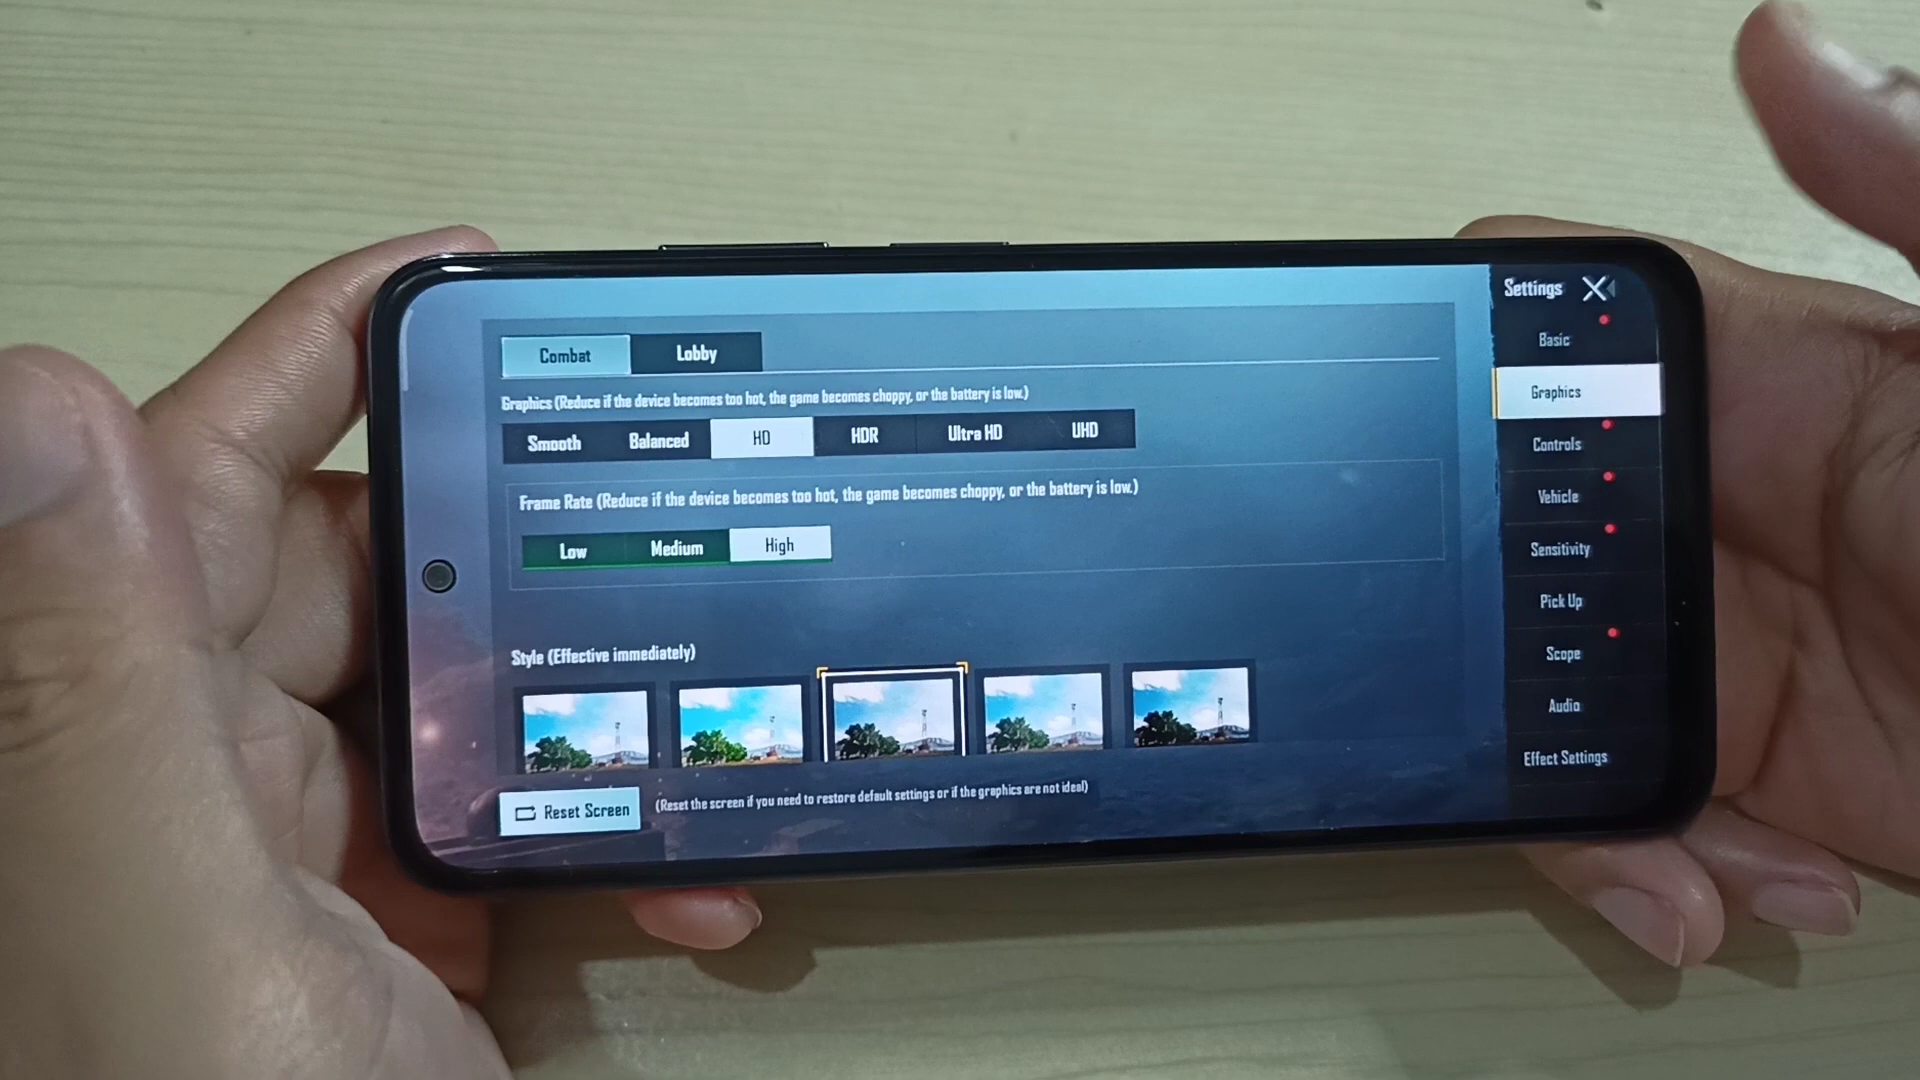 Settings
Combat Lobby
Basic
Graphics (Reduce if the device becomes too hot, the game becomes choppy, or the battery is low.)
Graphics
Smooth Balanced HD HDR Ultra HD UHD
Controls
Frame Rate (Reduce if the device becomes too hot, the game becomes choppy, or the battery is low.)
Vehicle
Low Medium High
Sensitivity
Pick Up
Style (Effective immediately)
Scope
Audio
Effect Settings
Reset Screen (Reset the screen if you need to restore default settings or if the graphics are not ideal)